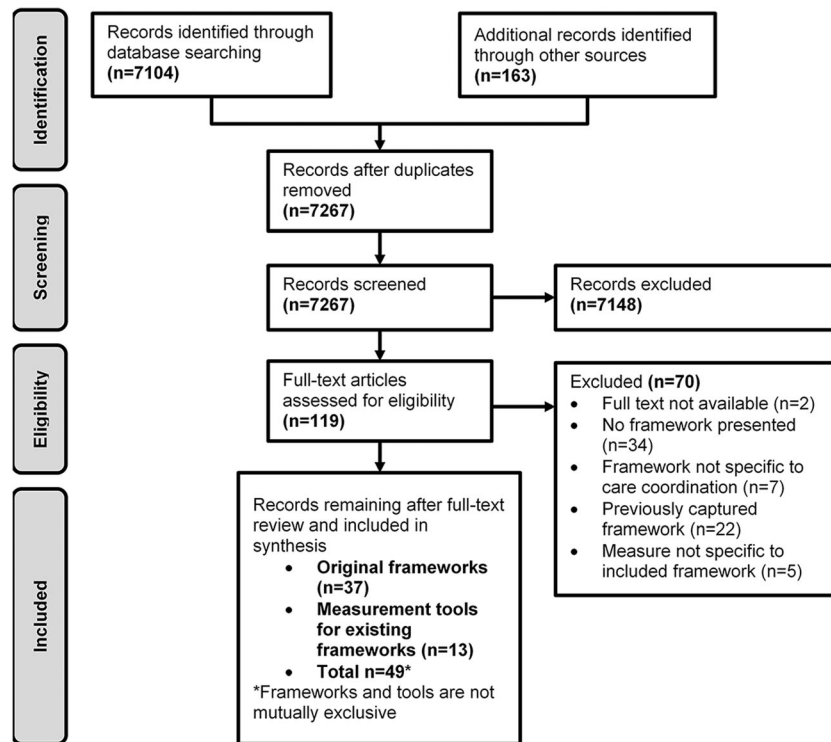 Identification
Records identified through
database searching
(n=7104)
Additional records identified
through other sources
(n=163)
Records after duplicates
removed
(n=7267)
Screening
Records screened
(n=7267)
Records excluded
(n=7148)
Eligibility
Full-text articles
assessed for eligibility
(n=119)
Excluded (n=70)
• Full text not available (n=2)
• No framework presented
(n=34)
• Framework not specific to
care coordination (n=7)
• Previously captured
framework (n=22)
• Measure not specific to
included framework (n=5)
Included
Records remaining after full-text
review and included in
synthesis
• Original frameworks
(n=37)
• Measurement tools
for existing
frameworks (n=13)
• Total n=49*
*Frameworks and tools are not
mutually exclusive